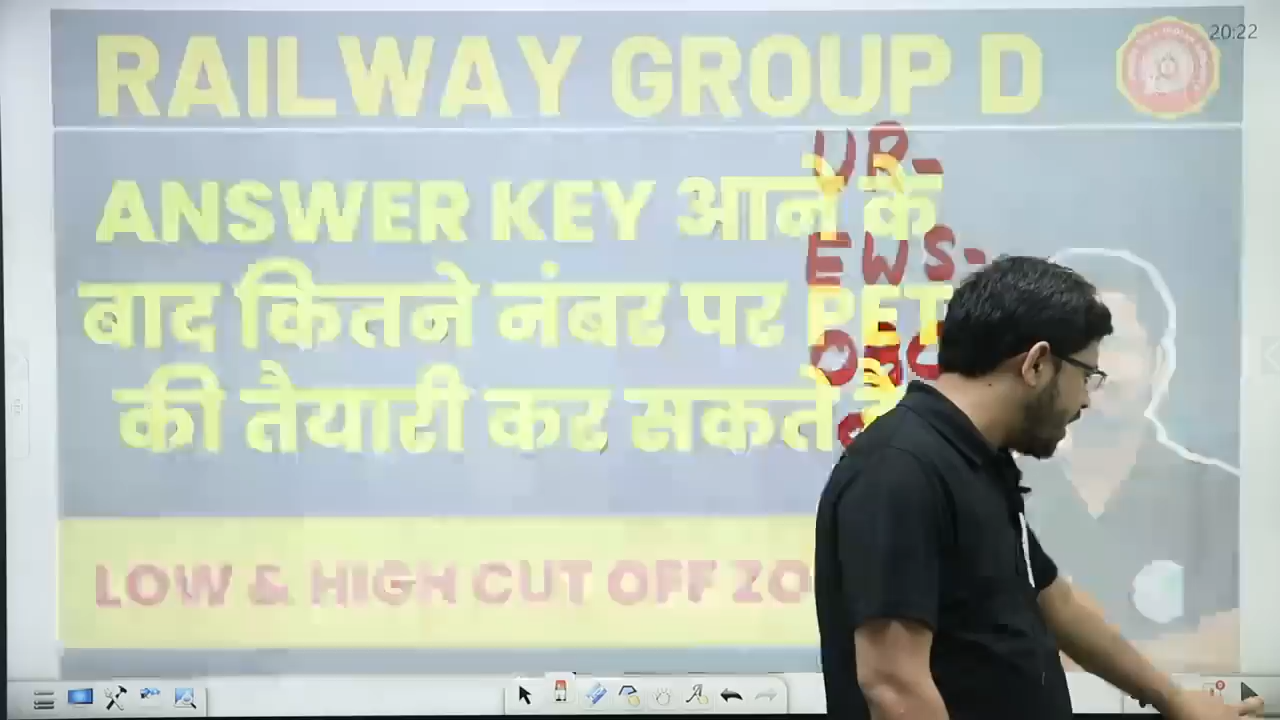 RAILWAY GROUP D
20:22
UR-
ANSWER KEY आने के
EWS-
बाद कितने नंबर पर PET
OBC
की तैयारी कर सकते है
LOW & HIGH CUT OFF